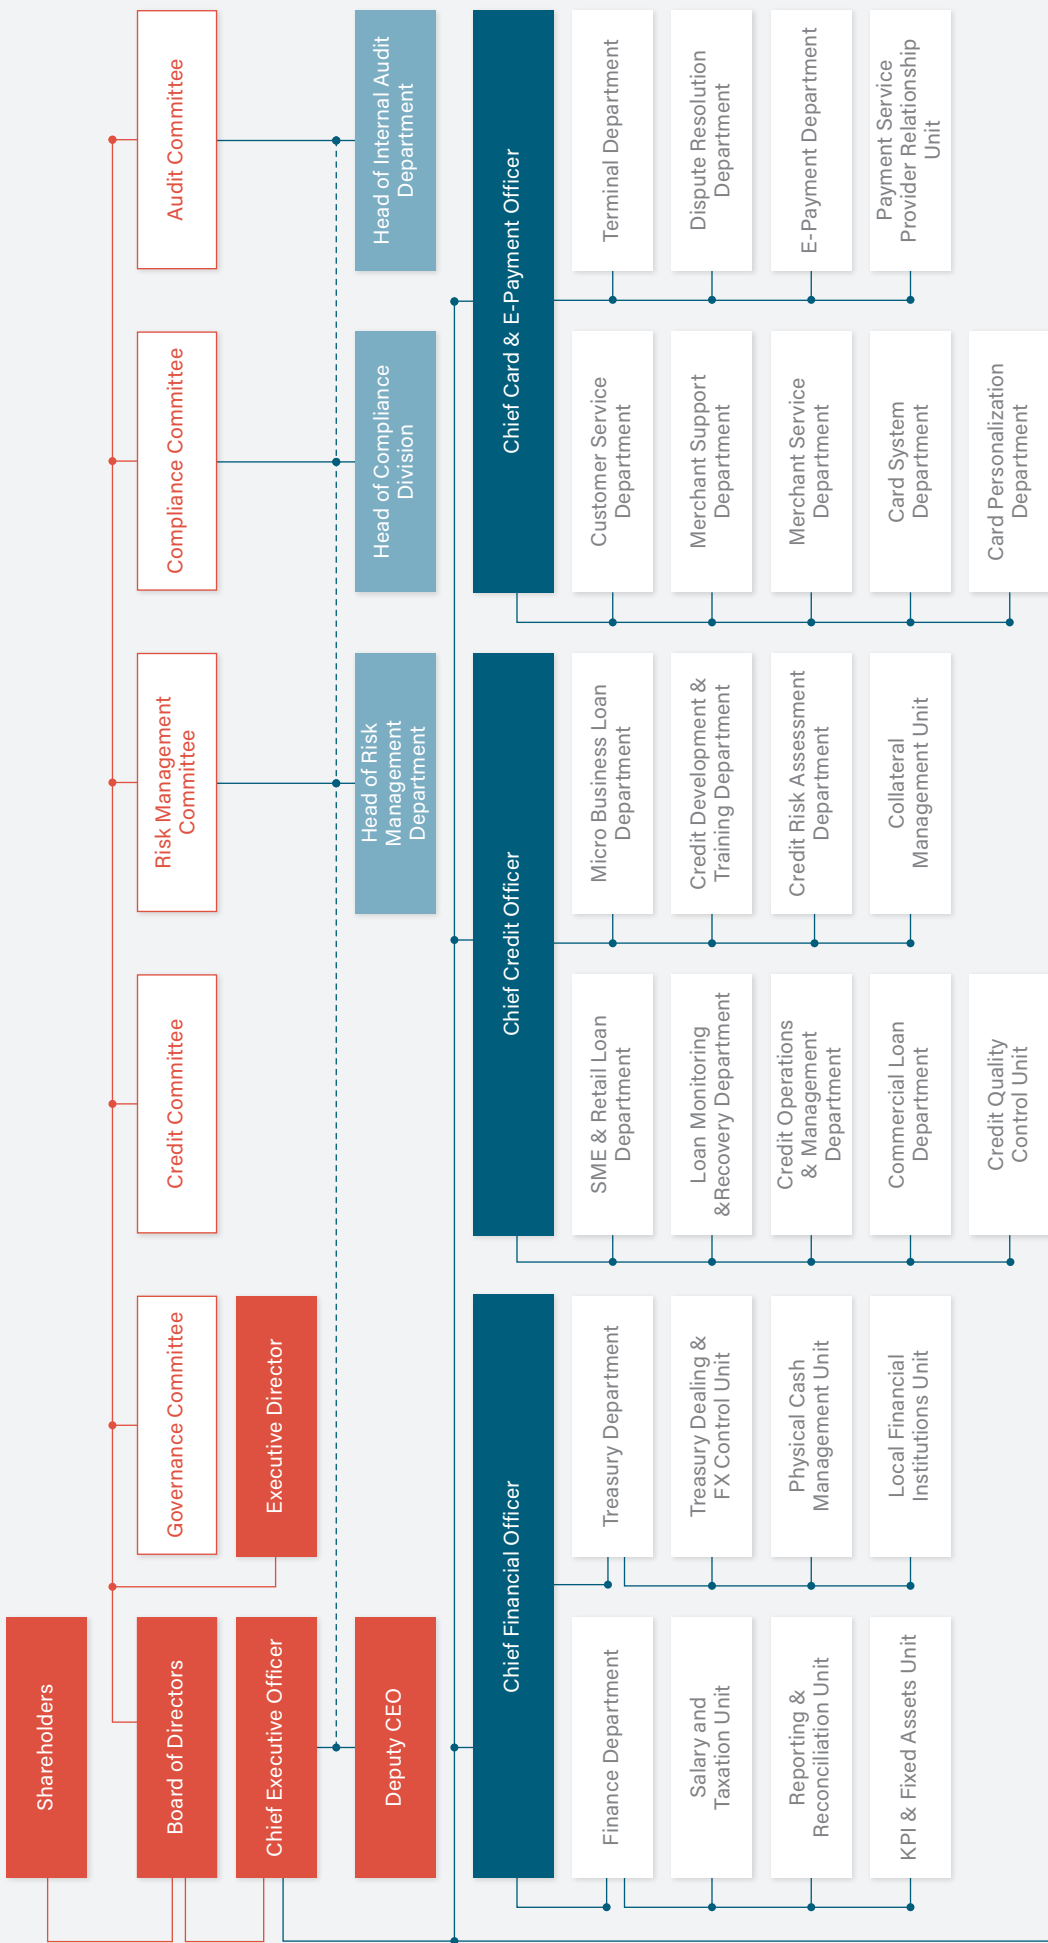 Shareholders
Board of Directors
Governance Committee
Credit Committee
Risk Management
Committee
Compliance Committee
Audit Committee
Chief Executive Officer
Executive Director
Deputy CEO
Head of Risk
Management
Department
Head of Compliance
Division
Head of Internal Audit
Department
Chief Financial Officer
Chief Credit Officer
Chief Card & E-Payment Officer
Finance Department
Treasury Department
SME & Retail Loan
Department
Micro Business Loan
Department
Customer Service
Department
Terminal Department
Salary and
Taxation Unit
Treasury Dealing &
FX Control Unit
Loan Monitoring
&Recovery Department
Credit Development &
Training Department
Merchant Support
Department
Dispute Resolution
Department
Reporting &
Reconciliation Unit
Physical Cash
Management Unit
Credit Operations
& Management
Department
Credit Risk Assessment
Department
Merchant Service
Department
E-Payment Department
KPI & Fixed Assets Unit
Local Financial
Institutions Unit
Commercial Loan
Department
Collateral
Management Unit
Card System
Department
Payment Service
Provider Relationship
Unit
Credit Quality
Control Unit
Card Personalization
Department